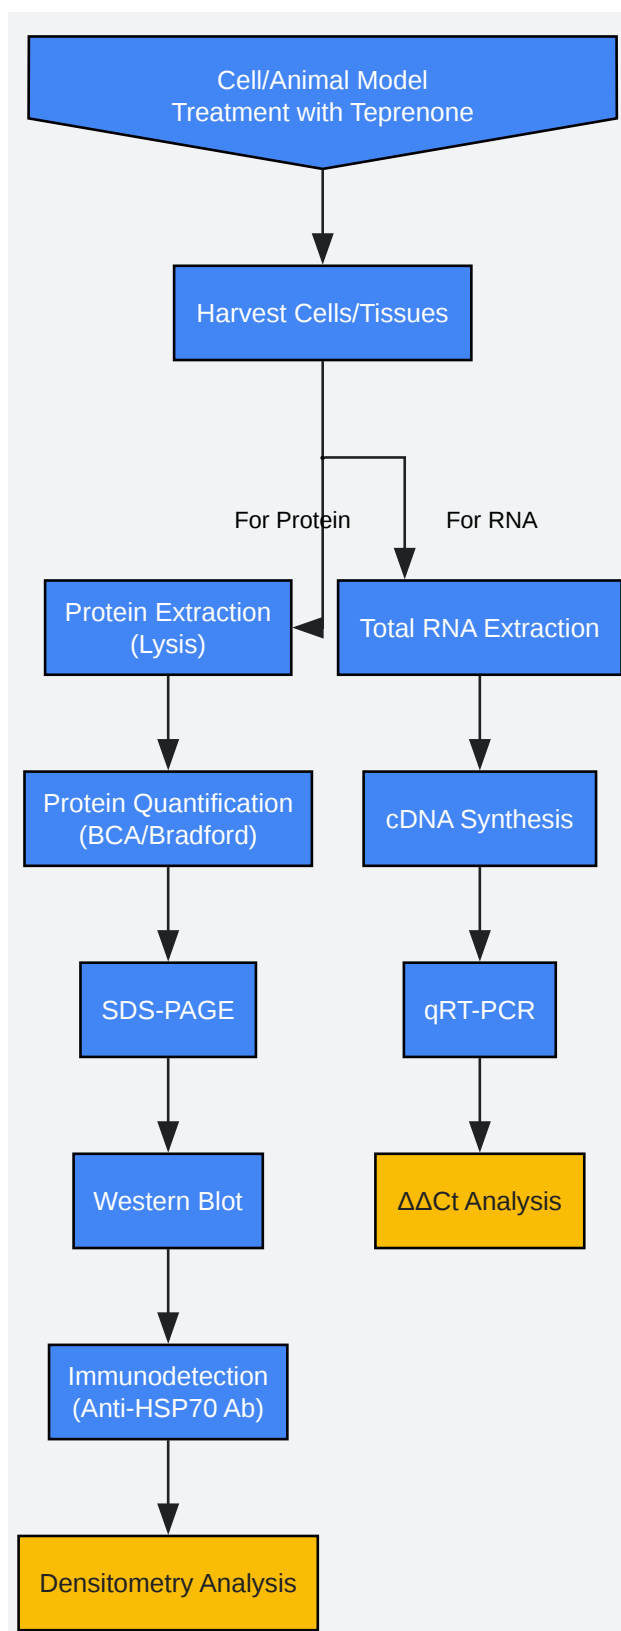 Cell/Animal Model
Treatment with Teprenone
Harvest Cells/Tissues
For Protein
For RNA
Protein Extraction
(Lysis)
Total RNA Extraction
Protein Quantification
(BCA/Bradford)
cDNA Synthesis
SDS-PAGE
qRT-PCR
Western Blot
ΔΔCt Analysis
Immunodetection
(Anti-HSP70 Ab)
Densitometry Analysis